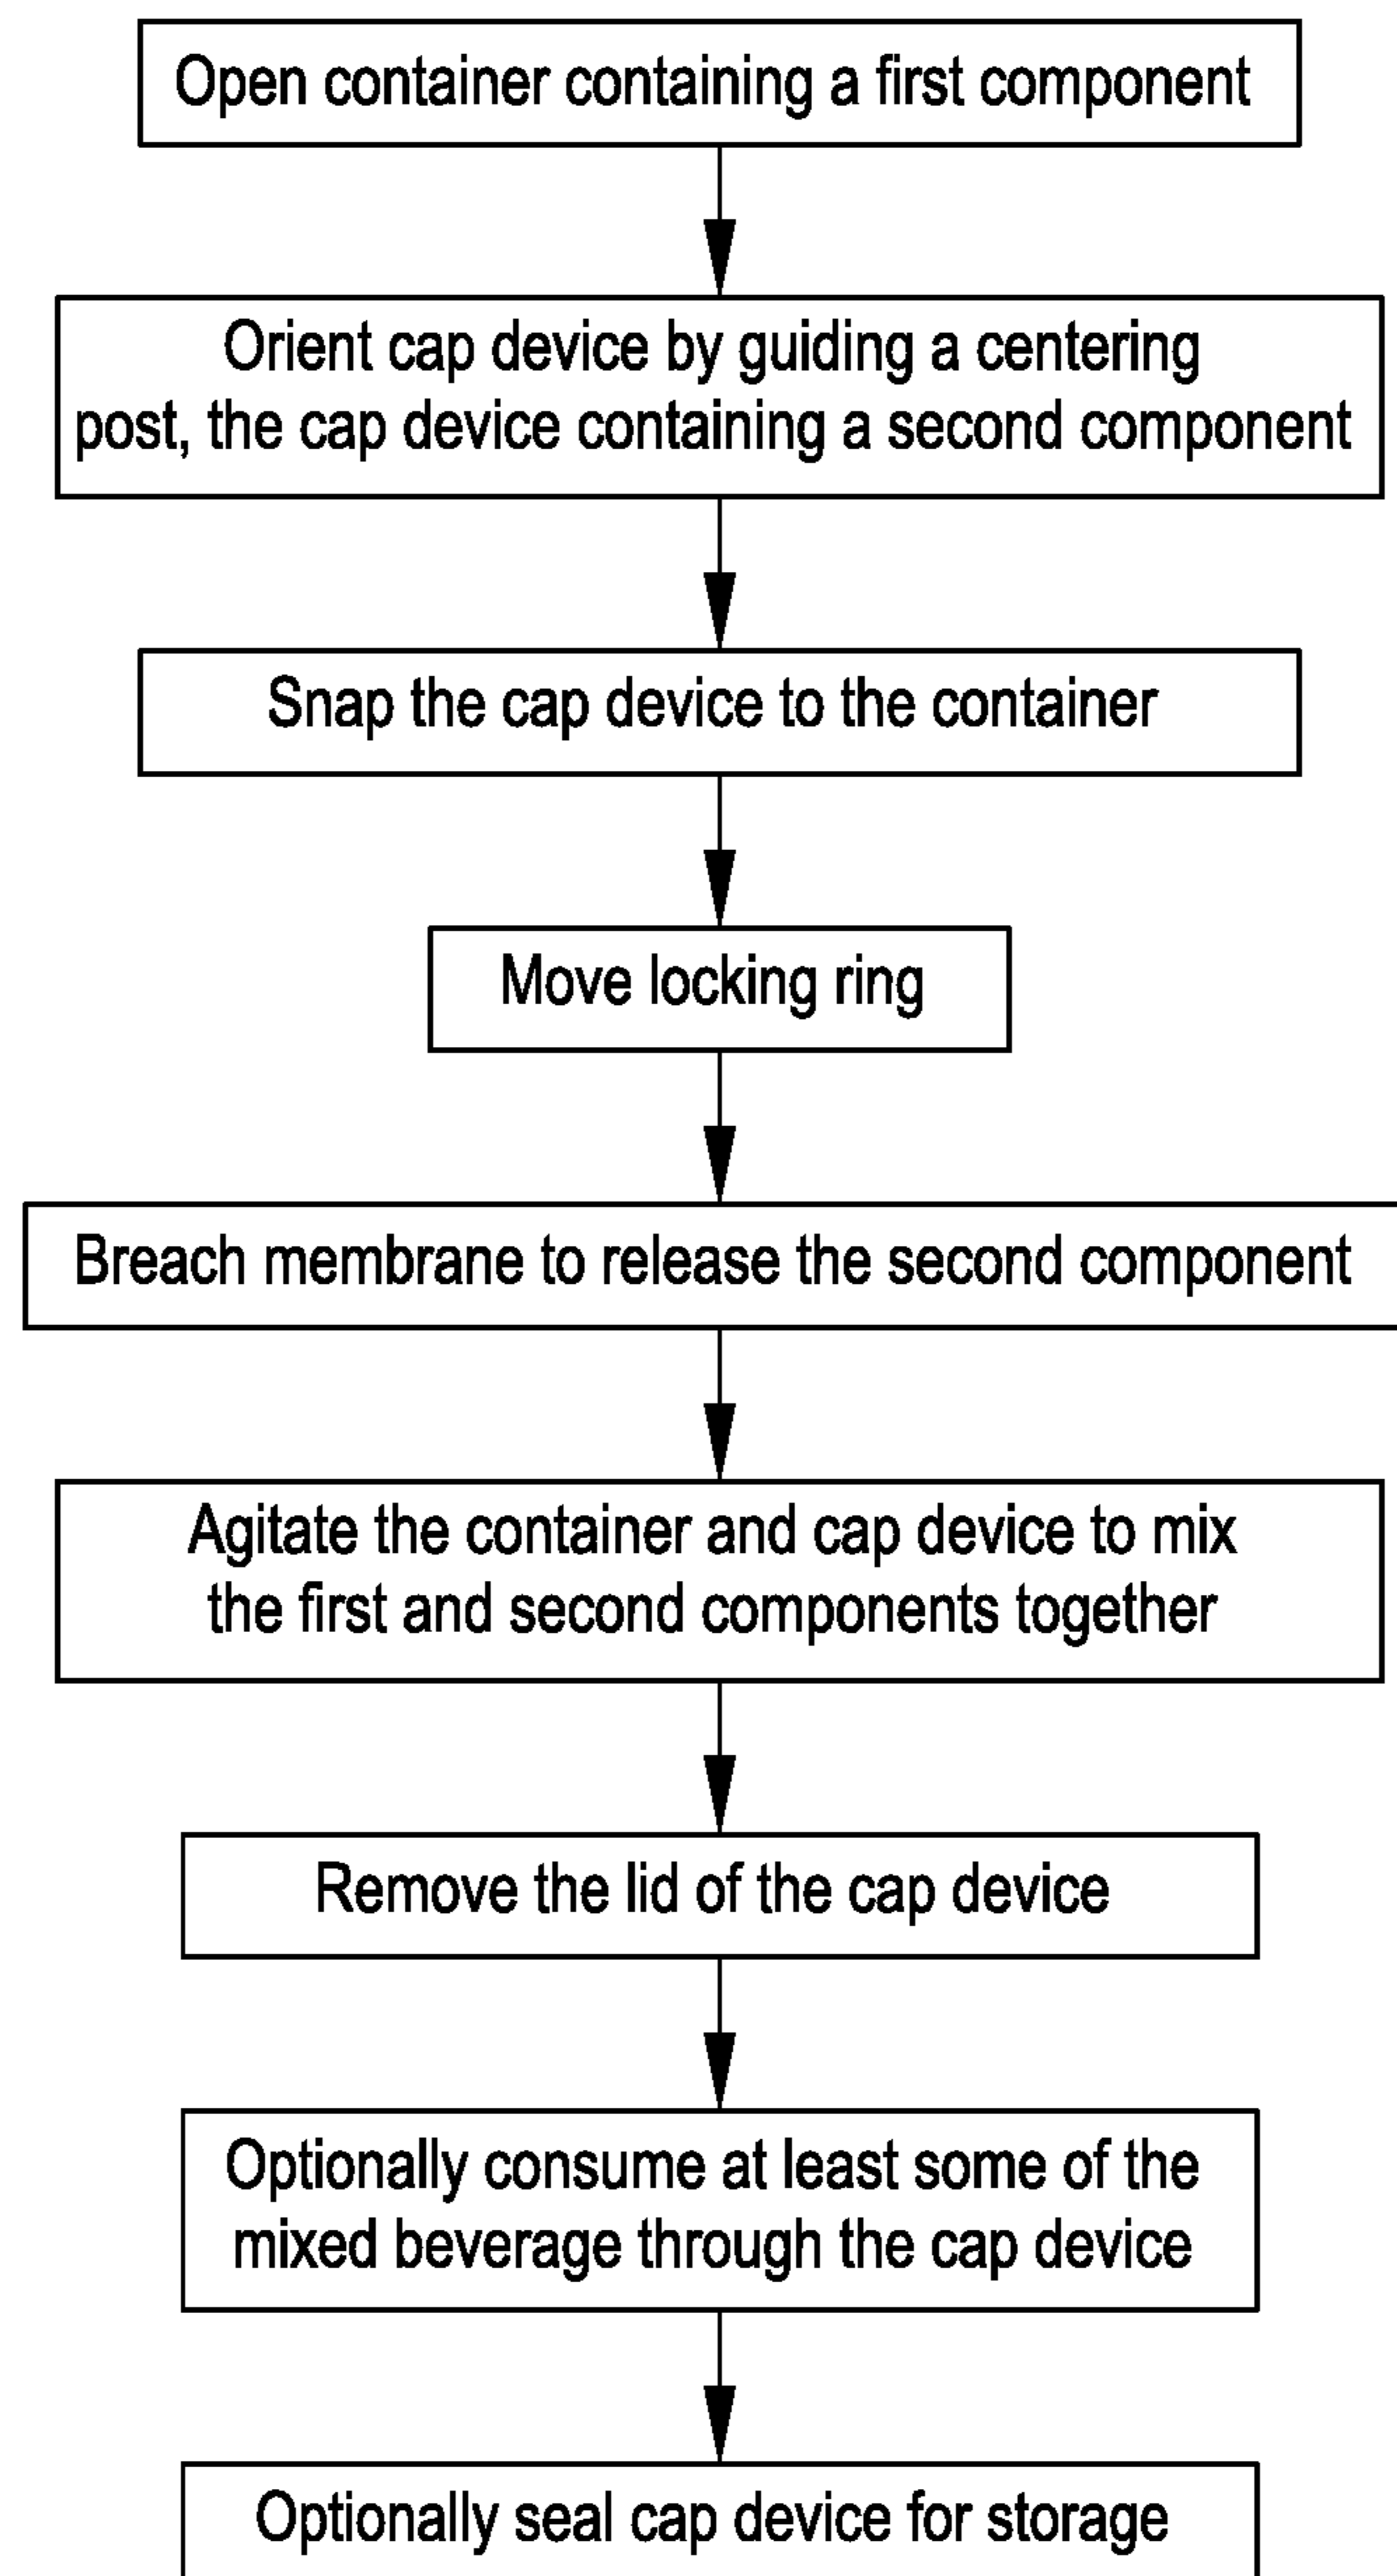 Open container containing a first component
Orient cap device by guiding a centering
post, the cap device containing a second component
Snap the cap device to the container
Move locking ring
Breach membrane to release the second component
Agitate the container and cap device to mix
the first and second components together
Remove the lid of the cap device
Optionally consume at least some of the
mixed beverage through the cap device
Optionally seal cap device for storage